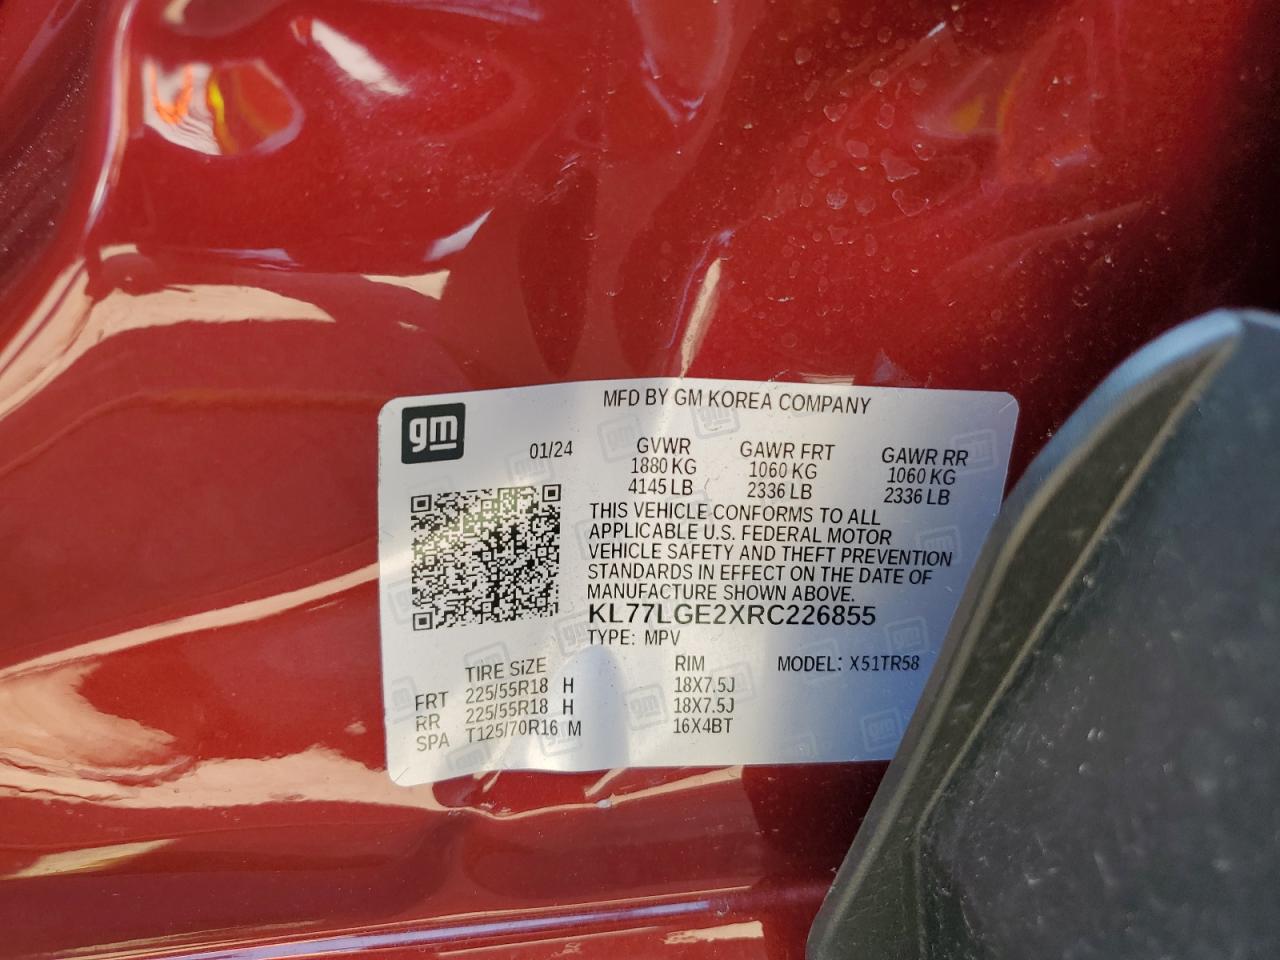 MFD BY GM KOREA COMPANY
gm
01/24 GVWR GAWR FRT GAWR RR
1880 KG 1060 KG 1060 KG
4145 LB 2336 LB 2336 LB
THIS VEHICLE CONFORMS TO ALL
APPLICABLE U.S. FEDERAL MOTOR
VEHICLE SAFETY AND THEFT PREVENTION
STANDARDS IN EFFECT ON THE DATE OF
MANUFACTURE SHOWN ABOVE.
KL77LGE2XRC226855
TYPE: MPV
TIRE SIZE RIM MODEL: X51TR58
FRT 225/55R18 H 18X7.5J
RR 225/55R18 H 18X7.5J
SPA T125/70R16 M 16X4BT